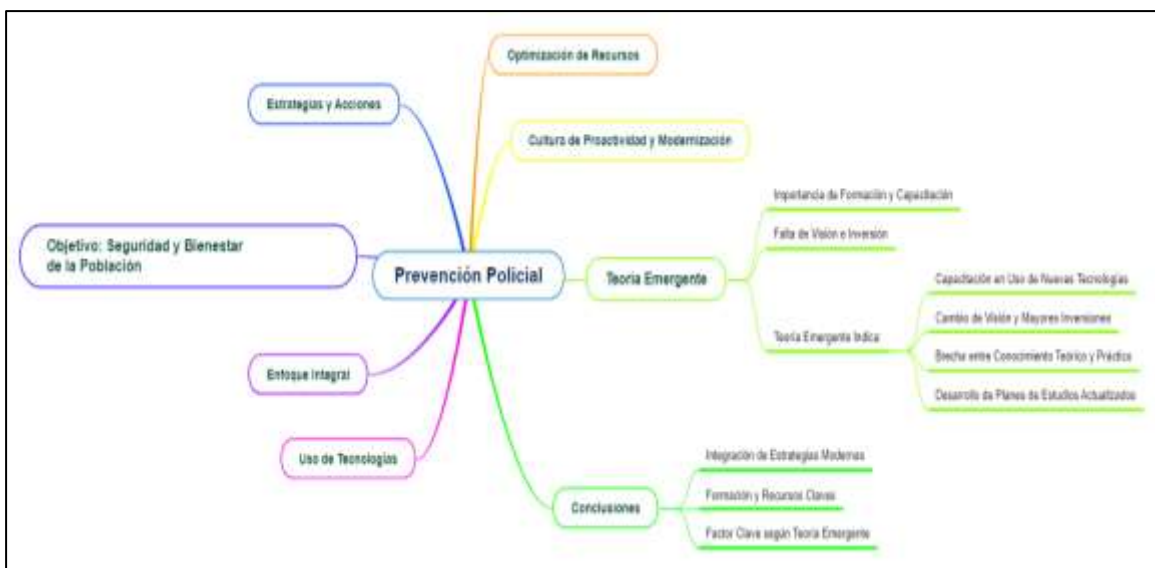 Optimización de Recursos
Estrategias y Acciones
Cultura de Proactividad y Modernización
Objetivo: Seguridad y Bienestar
de la Población
Prevención Policial
Teoría Emergente
Importancia de Formación y Capacitación
Falta de Visión e Inversión
Teoría Emergente Indica
Capacitación en Uso de Nuevas Tecnologías
Cambio de Visión y Mayores Inversiones
Brecha entre Conocimiento Teórico y Práctico
Desarrollo de Planes de Estudios Actualizados
Enfoque Integral
Uso de Tecnologías
Conclusiones
Integración de Estrategias Modernas
Formación y Recursos Claves
Factor Clave según Teoría Emergente